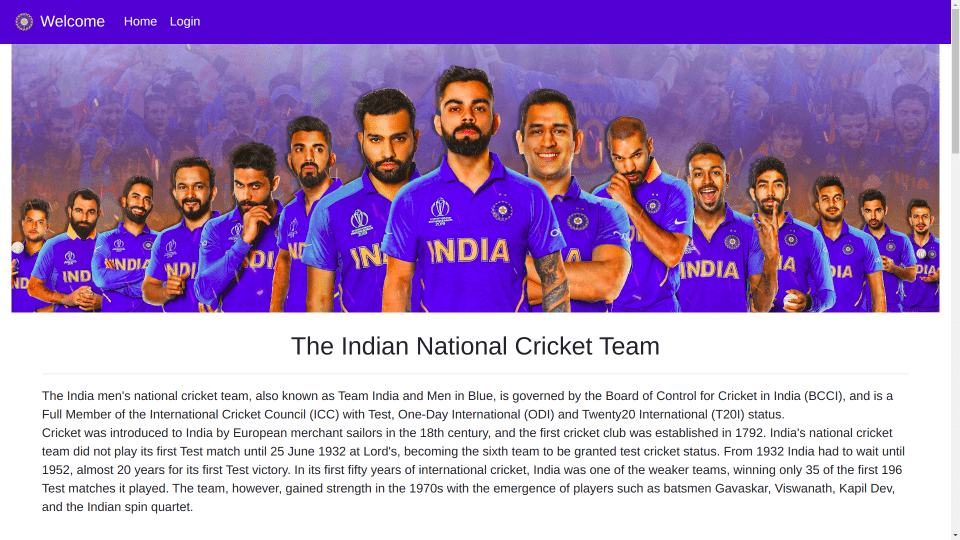 Welcome Home Login
INDIA
INDIA
The Indian National Cricket Team
The India men's national cricket team, also known as Team India and Men in Blue, is governed by the Board of Control for Cricket in India (BCCI), and is a
Full Member of the International Cricket Council (ICC) with Test, One-Day International (ODI) and Twenty20 International (T20I) status.
Cricket was introduced to India by European merchant sailors in the 18th century, and the first cricket club was established in 1792. India's national cricket
team did not play its first Test match until 25 June 1932 at Lord's, becoming the sixth team to be granted test cricket status. From 1932 India had to wait until
1952, almost 20 years for its first Test victory. In its first fifty years of international cricket, India was one of the weaker teams, winning only 35 of the first 196
Test matches it played. The team, however, gained strength in the 1970s with the emergence of players such as batsmen Gavaskar, Viswanath, Kapil Dev,
and the Indian spin quartet.